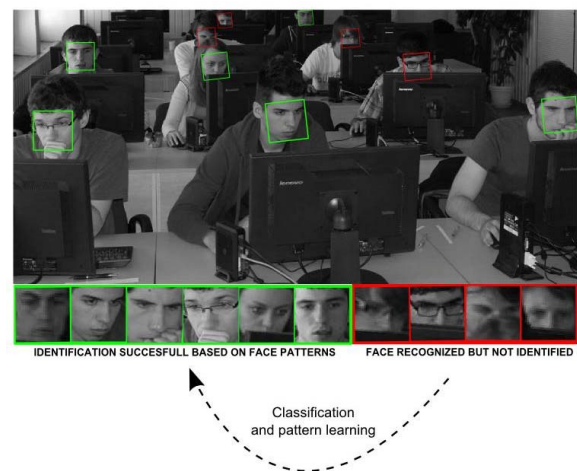 IDENTIFICATION SUCCESFULL BASED ON FACE PATTERNS
FACE RECOGNIZED BUT NOT IDENTIFIED
Classification
and pattern learning